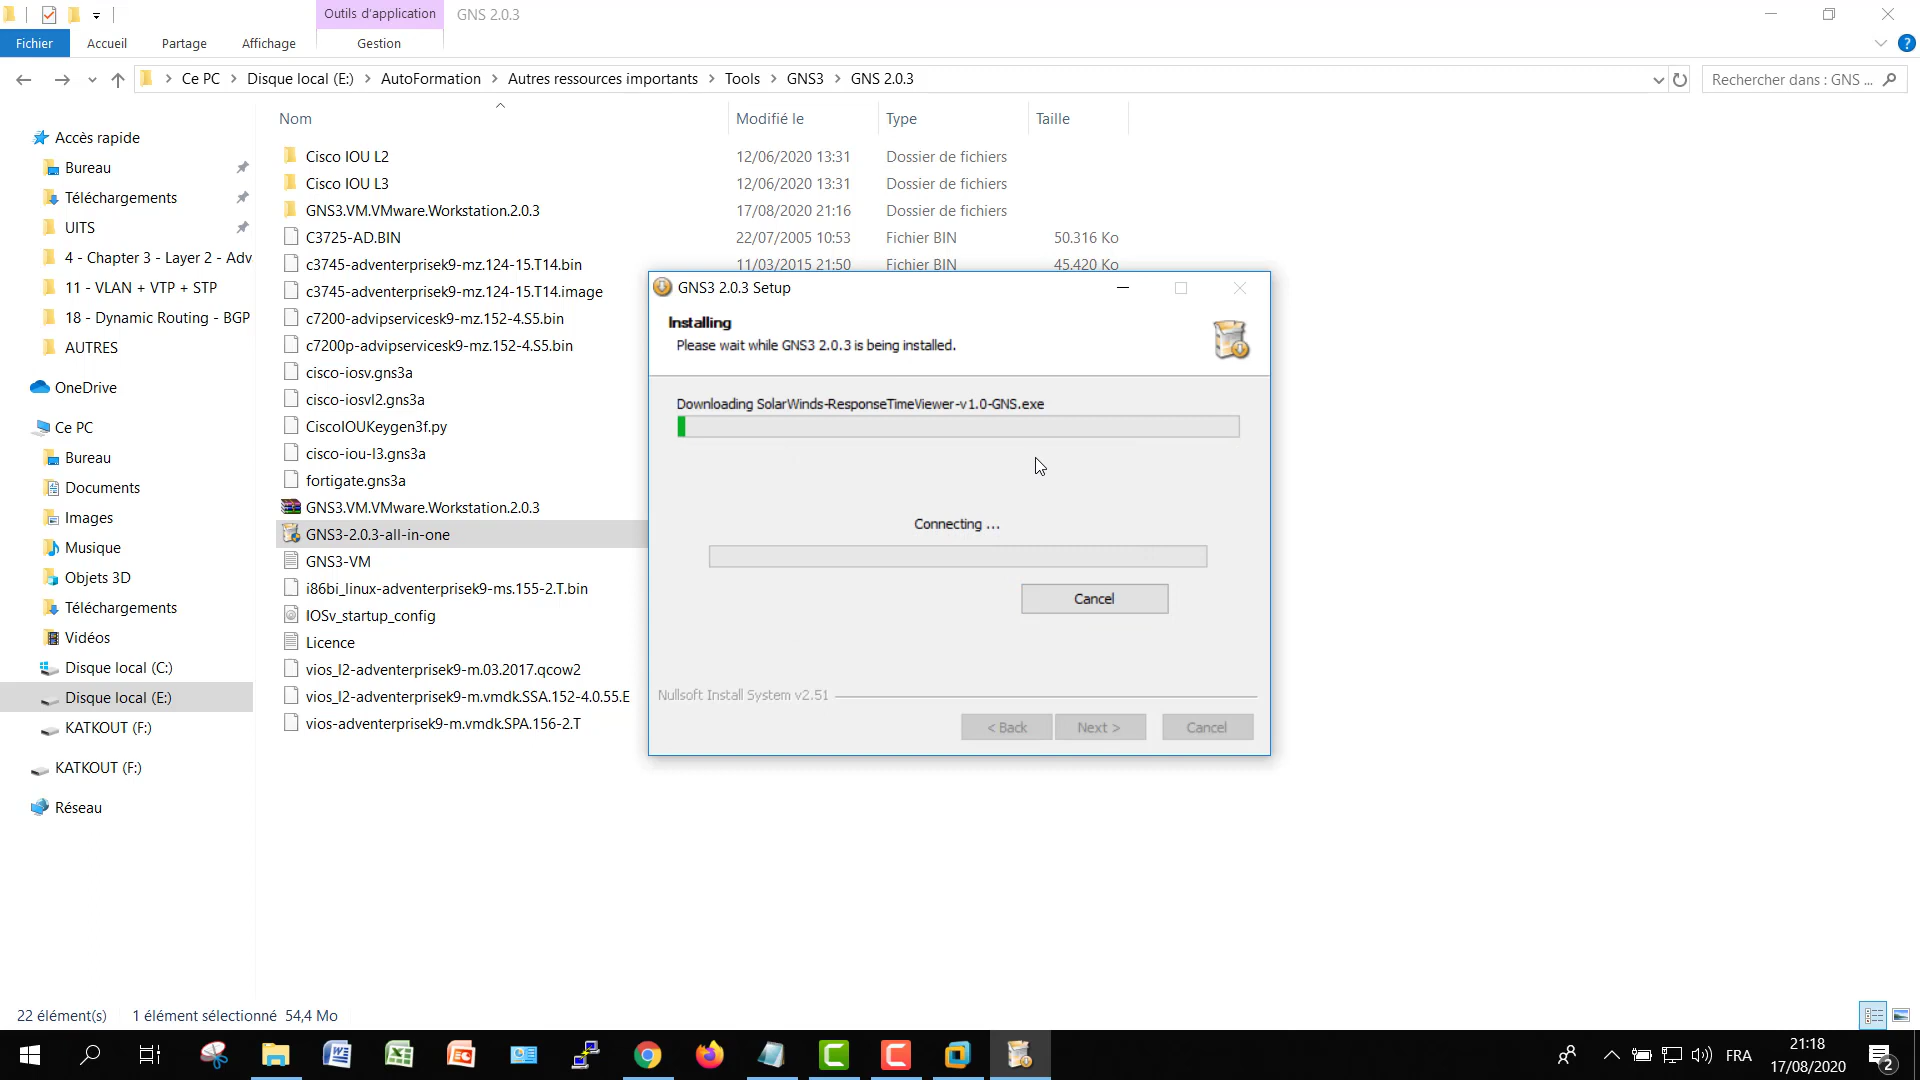 Outils d'application
GNS 2.0.3
Fichier
Accueil
Partage
Affichage
Gestion
?
Ce PC > Disque local (E:) > AutoFormation > Autres ressources importants > Tools > GNS3 > GNS 2.0.3
Rechercher dans : GNS ...
Nom
Modifié le
Type
Taille
Accès rapide
Bureau
Téléchargements
UITS
4 - Chapter 3 - Layer 2 - Adv
11 - VLAN + VTP + STP
18 - Dynamic Routing - BGP
AUTRES
OneDrive
Ce PC
Bureau
Documents
Images
Musique
Objets 3D
Téléchargements
Vidéos
Disque local (C:)
Disque local (E:)
KATKOUT (F:)
KATKOUT (F:)
Réseau
Cisco IOU L2 12/06/2020 13:31 Dossier de fichiers
Cisco IOU L3 12/06/2020 13:31 Dossier de fichiers
GNS3.VM.VMware.Workstation.2.0.3 17/08/2020 21:16 Dossier de fichiers
C3725-AD.BIN 22/07/2005 10:53 Fichier BIN 50.316 Ko
c3745-adventerprisek9-mz.124-15.T14.bin 11/03/2015 21:50 Fichier BIN 45.420 Ko
c3745-adventerprisek9-mz.124-15.T14.image
c7200-advipservicesk9-mz.152-4.S5.bin
c7200p-advipservicesk9-mz.152-4.S5.bin
cisco-iosv.gns3a
cisco-iosvl2.gns3a
CiscoIOUKeygen3f.py
cisco-iou-l3.gns3a
fortigate.gns3a
GNS3.VM.VMware.Workstation.2.0.3
GNS3-2.0.3-all-in-one
GNS3-VM
i86bi_linux-adventerprisek9-ms.155-2.T.bin
IOSv_startup_config
Licence
vios_l2-adventerprisek9-m.03.2017.qcow2
vios_l2-adventerprisek9-m.vmdk.SSA.152-4.0.55.E
vios-adventerprisek9-m.vmdk.SPA.156-2.T
GNS3 2.0.3 Setup
Installing
Please wait while GNS3 2.0.3 is being installed.
Downloading SolarWinds-ResponseTimeViewer-v1.0-GNS.exe
Connecting ...
Cancel
Nullsoft Install System v2.51
< Back
Next >
Cancel
22 élément(s)
1 élément sélectionné 54,4 Mo
FRA
21:18
17/08/2020
2